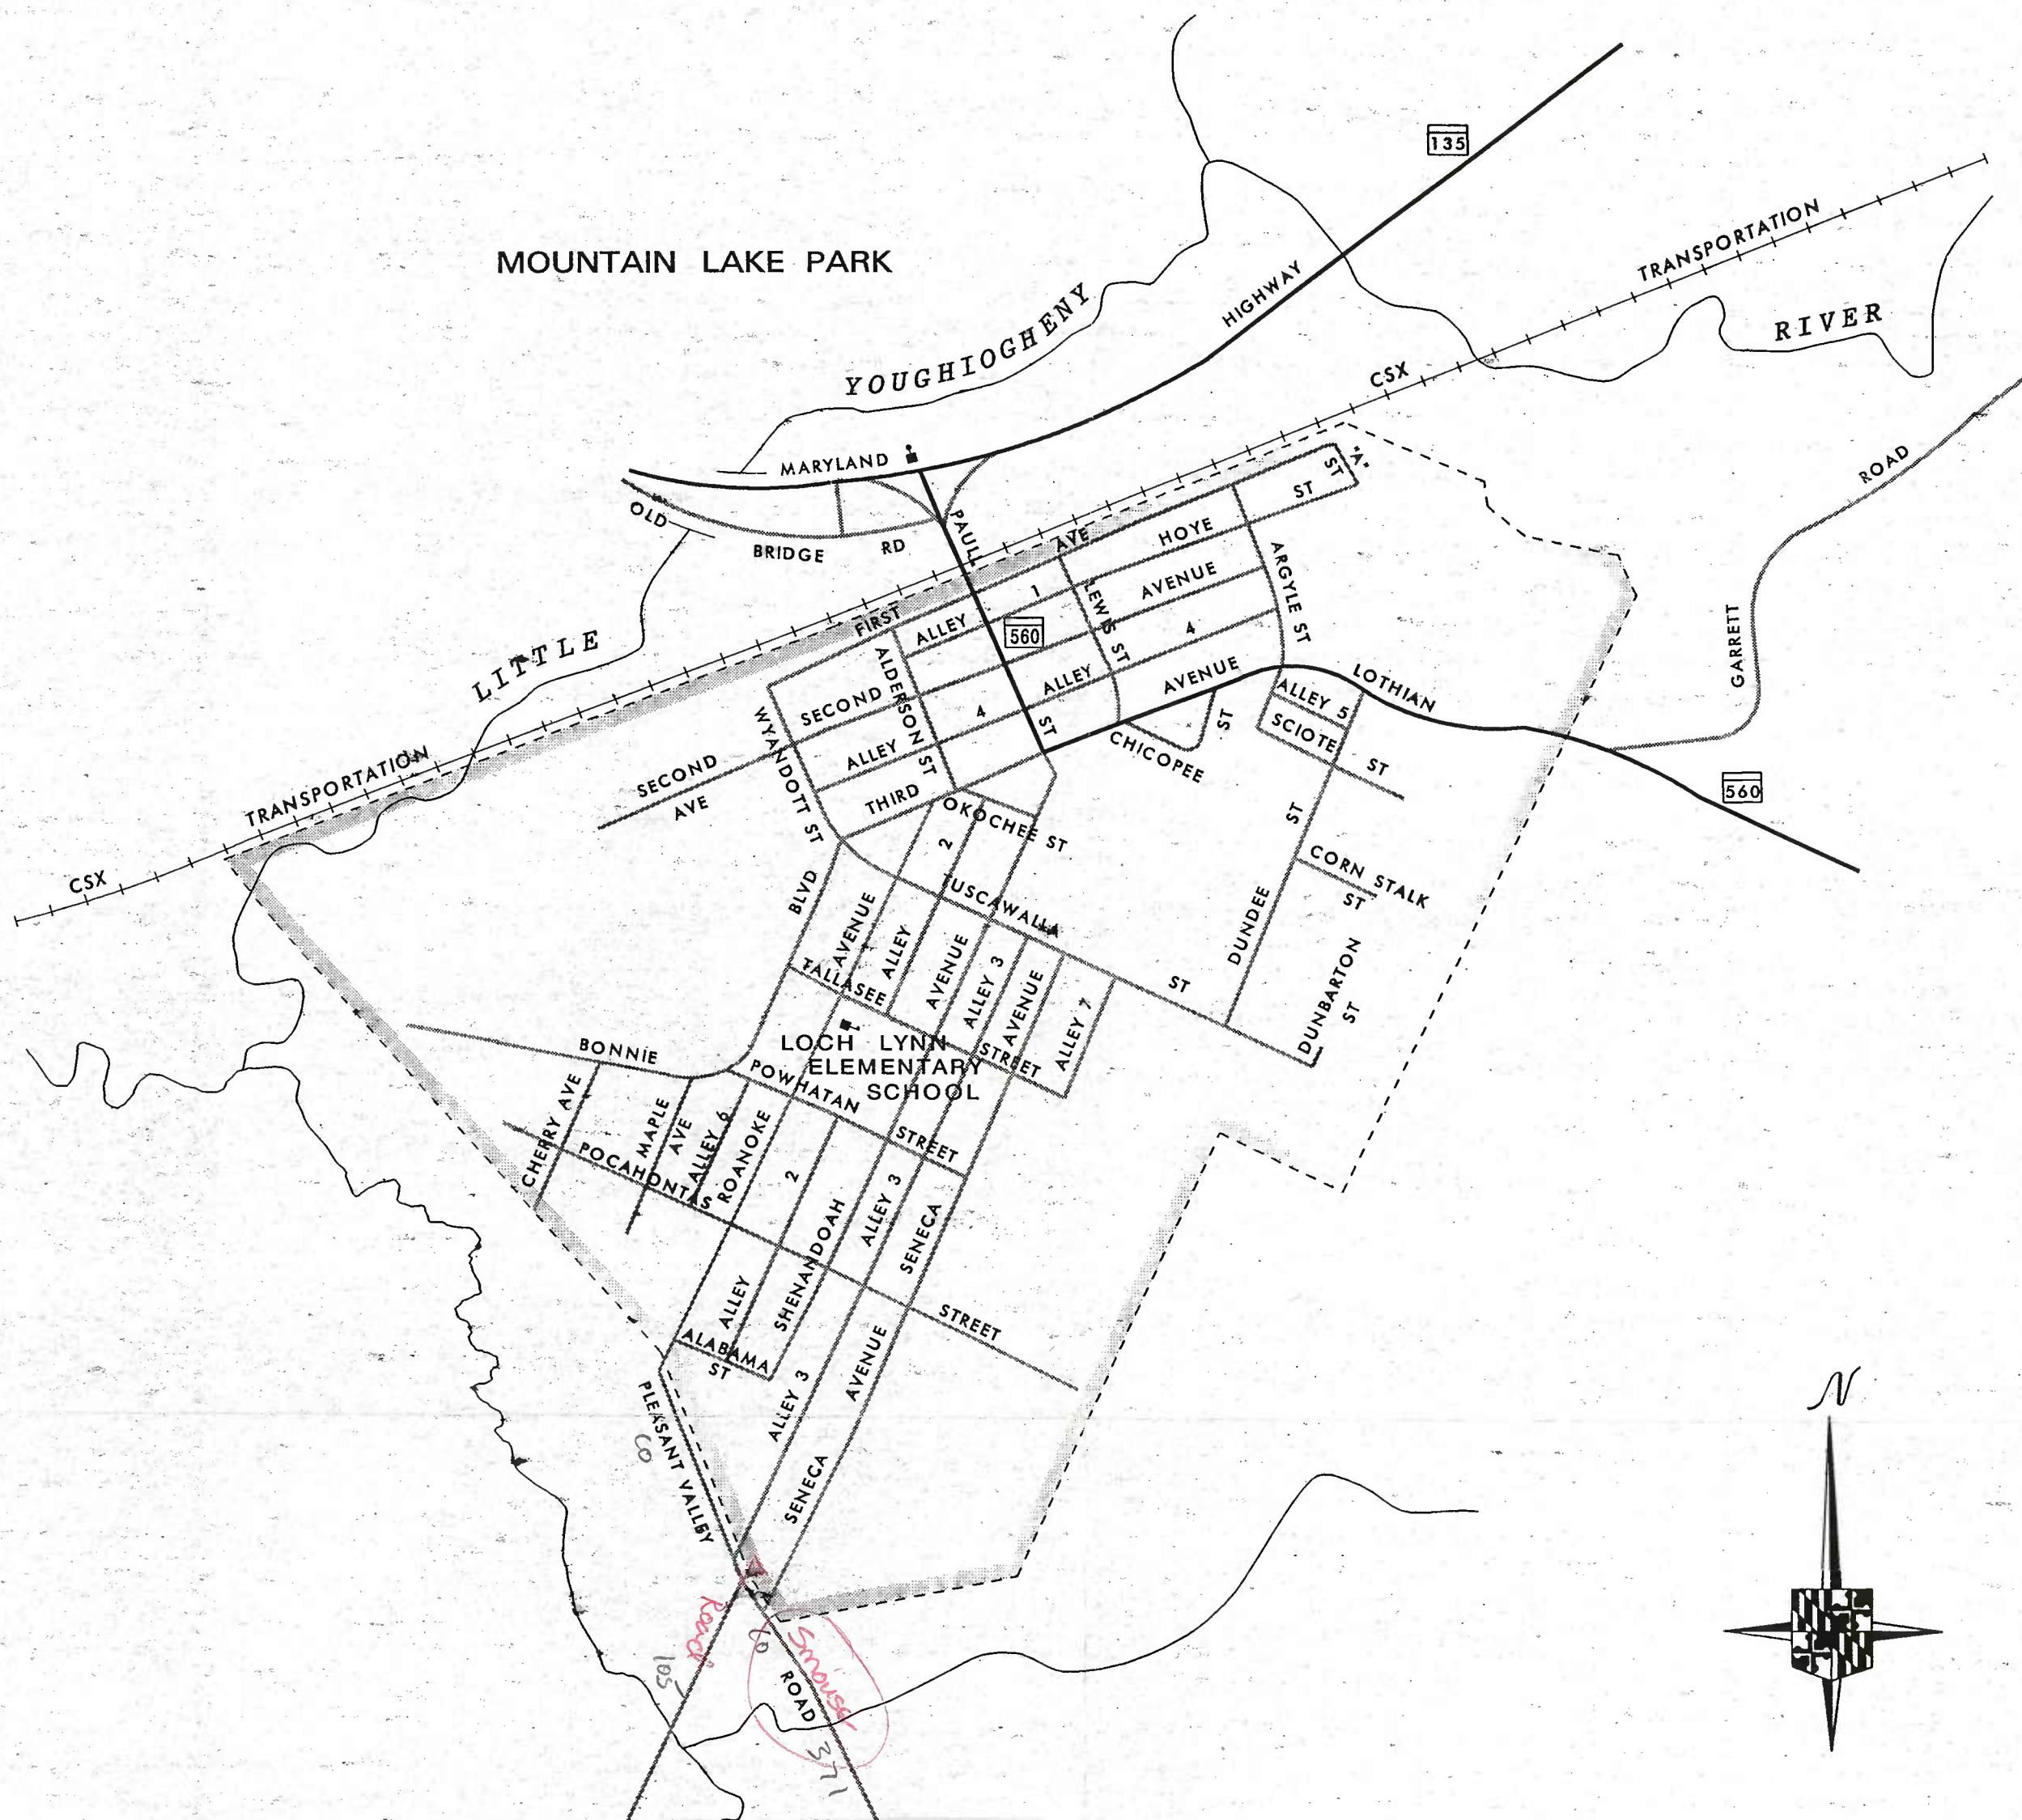 135
TRANSPORTATION
MOUNTAIN LAKE PARK
HIGHWAY
YOUGHIOGHENY
RIVER
CSX
MARYLAND
ROAD
"A"
ST
ST
OLD
BRIDGE RD
PAULL
AVE
HOYE
ARGYLE ST
AVENUE
1
LEWIS ST
FIRST
ALLEY
560
4
GARRETT
LITTLE
ALDERSON ST
SECOND
ALLEY
AVENUE
LOTHIAN
WYANDOTT ST
4
ST
ALLEY 5
SCIOTE
ST
ST
CHICOPEE
TRANSPORTATION
ALLEY
SECOND
AVE
THIRD
560
OKOCHEE ST
2
ST
CORN STALK
ST
CSX
BLVD
TUSCAWALLA
AVENUE
ALLEY
AVENUE
DUNDEE
TALLASEE
ALLEY 3
AVENUE
ST
DUNBARTON
ST
ALLEY 7
LOCH LYNN
ELEMENTARY
SCHOOL
STREET
BONNIE
POWHATAN
CHERRY AVE
MAPLE
AVE
ALLEY 6
ROANOKE
STREET
POCAHONTAS
2
ALLEY 3
SENECA
SHENANDOAH
ALLEY
STREET
ALABAMA
ST
AVENUE
N
PLEASANT VALLEY
CO
ALLEY 3
SENECA
Road
CO
Smouse
105
ROAD
371